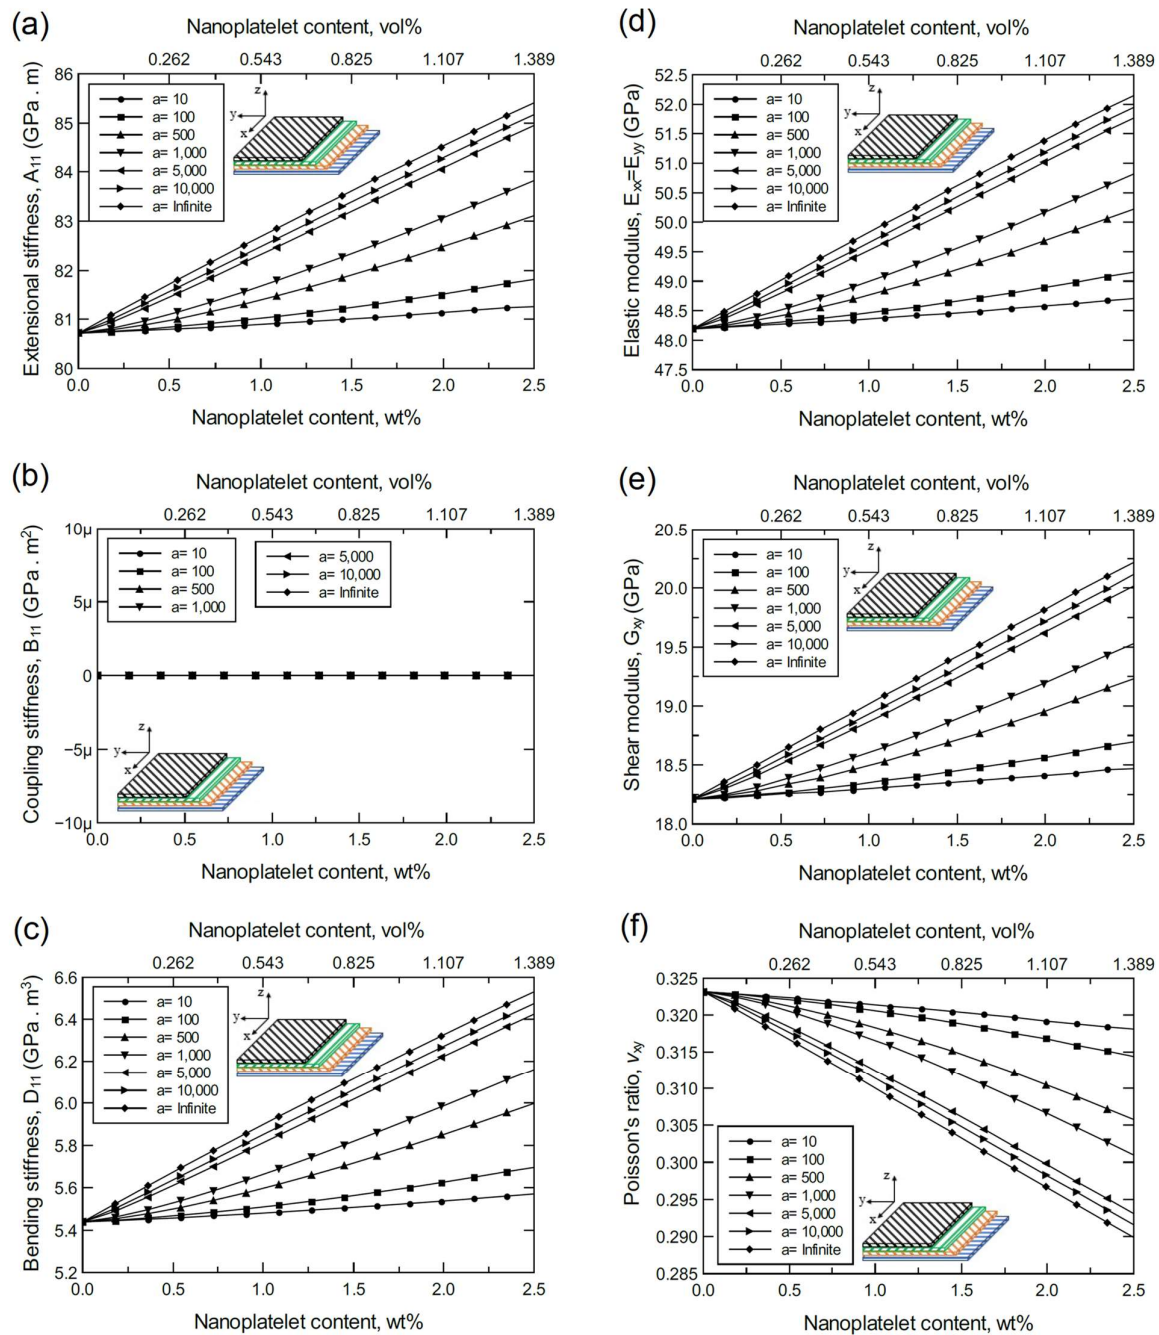 (a)
Nanoplatelet content, vol%
0.262 0.543 0.825 1.107 1.389
86
85
84
83
82
81
80
Extensional stiffness, A11 (GPa . m)
a= 10
a= 100
a= 500
a= 1,000
a= 5,000
a= 10,000
a= Infinite
z
y
x
0.0 0.5 1.0 1.5 2.0 2.5
Nanoplatelet content, wt%
(d)
Nanoplatelet content, vol%
0.262 0.543 0.825 1.107 1.389
52.5
52.0
51.5
51.0
50.5
50.0
49.5
49.0
48.5
48.0
47.5
Elastic modulus, Exx=Eyy (GPa)
a= 10
a= 100
a= 500
a= 1,000
a= 5,000
a= 10,000
a= Infinite
z
y
x
0.0 0.5 1.0 1.5 2.0 2.5
Nanoplatelet content, wt%
(b)
Nanoplatelet content, vol%
0.262 0.543 0.825 1.107 1.389
10μ
5μ
0
−5μ
−10μ
Coupling stiffness, B11 (GPa . m²)
a= 10
a= 100
a= 500
a= 1,000
a= 5,000
a= 10,000
a= Infinite
z
y
x
0.0 0.5 1.0 1.5 2.0 2.5
Nanoplatelet content, wt%
(e)
Nanoplatelet content, vol%
0.262 0.543 0.825 1.107 1.389
20.5
20.0
19.5
19.0
18.5
18.0
Shear modulus, Gxy (GPa)
a= 10
a= 100
a= 500
a= 1,000
a= 5,000
a= 10,000
a= Infinite
z
y
x
0.0 0.5 1.0 1.5 2.0 2.5
Nanoplatelet content, wt%
(c)
Nanoplatelet content, vol%
0.262 0.543 0.825 1.107 1.389
6.6
6.4
6.2
6.0
5.8
5.6
5.4
5.2
Bending stiffness, D11 (GPa . m³)
a= 10
a= 100
a= 500
a= 1,000
a= 5,000
a= 10,000
a= Infinite
z
y
x
0.0 0.5 1.0 1.5 2.0 2.5
Nanoplatelet content, wt%
(f)
Nanoplatelet content, vol%
0.262 0.543 0.825 1.107 1.389
0.325
0.320
0.315
0.310
0.305
0.300
0.295
0.290
0.285
Poisson's ratio, vxy
a= 10
a= 100
a= 500
a= 1,000
a= 5,000
a= 10,000
a= Infinite
z
y
x
0.0 0.5 1.0 1.5 2.0 2.5
Nanoplatelet content, wt%